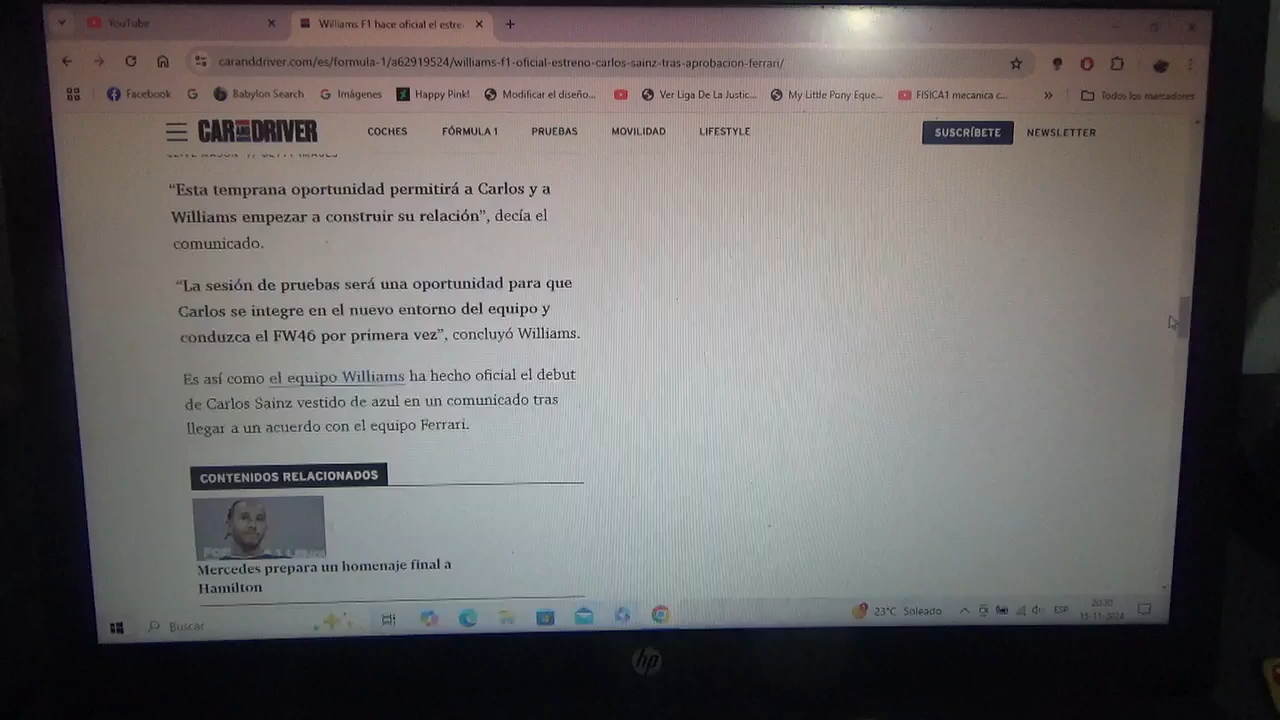 YouTube
Williams F1 hace oficial el estre
caranddriver.com/es/formula-1/a62919524/williams-f1-oficial-estreno-carlos-sainz-tras-aprobacion-ferrari/
Facebook
Babylon Search
Imágenes
Happy Pink!
Modificar el diseño...
Ver Liga De La Justic...
My Little Pony Eque...
FISICA1 mecanica c...
»
Todos los marcadores
CAR AND DRIVER
COCHES
FÓRMULA 1
PRUEBAS
MOVILIDAD
LIFESTYLE
SUSCRÍBETE
NEWSLETTER
“Esta temprana oportunidad permitirá a Carlos y a
Williams empezar a construir su relación”, decía el
comunicado.
“La sesión de pruebas será una oportunidad para que
Carlos se integre en el nuevo entorno del equipo y
conduzca el FW46 por primera vez”, concluyó Williams.
Es así como el equipo Williams ha hecho oficial el debut
de Carlos Sainz vestido de azul en un comunicado tras
llegar a un acuerdo con el equipo Ferrari.
CONTENIDOS RELACIONADOS
Mercedes prepara un homenaje final a
Hamilton
Buscar
23°C Soleado
ESP
20:30
15-11-2024
hp